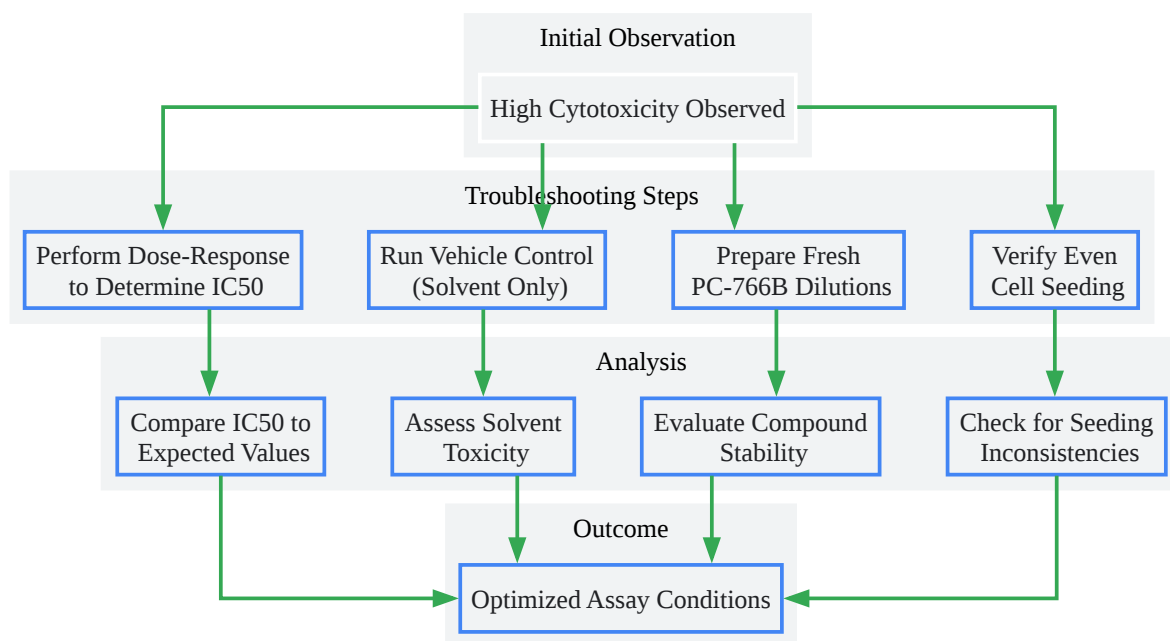 Initial Observation
High Cytotoxicity Observed
Troubleshooting Steps
Perform Dose-Response
to Determine IC50
Run Vehicle Control
(Solvent Only)
Prepare Fresh
PC-766B Dilutions
Verify Even
Cell Seeding
Analysis
Compare IC50 to
Expected Values
Assess Solvent
Toxicity
Evaluate Compound
Stability
Check for Seeding
Inconsistencies
Outcome
Optimized Assay Conditions